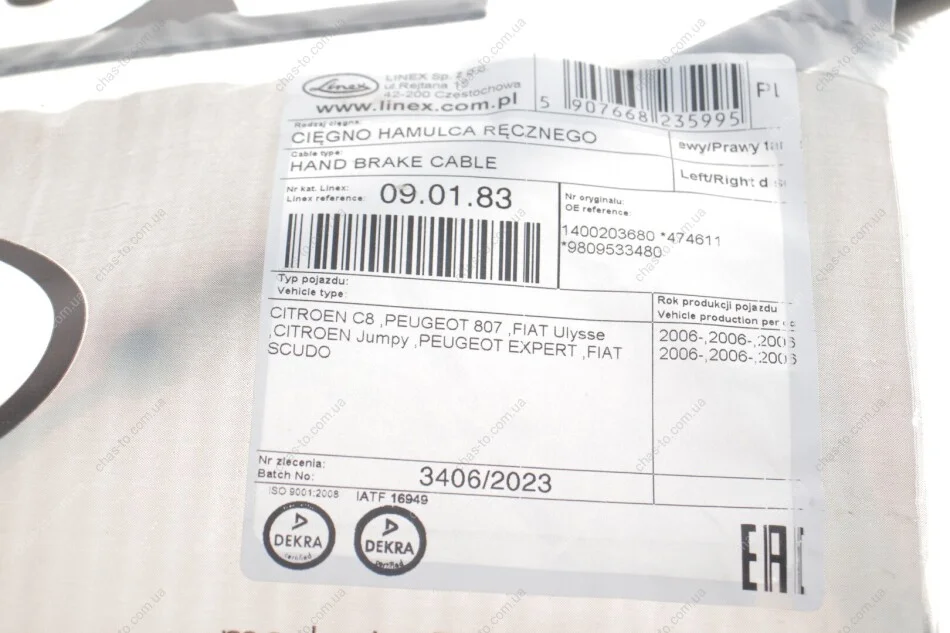 Linex
LINEX Sp. z o.o.
ul. Rejtana 19
42-200 Częstochowa
www.linex.com.pl
5 907668 235995
PL
Rodzaj cięgna:
CIĘGNO HAMULCA RĘCZNEGO
Cable type:
HAND BRAKE CABLE
ewy/Prawy
Left/Right
Nr kat. Linex:
Linex reference: 09.01.83
Nr oryginału:
OE reference:
1400203680 *474611
*9809533480
Typ pojazdu:
Vehicle type:
Rok produkcji pojazdu
Vehicle production per
CITROEN C8 ,PEUGEOT 807 ,FIAT Ulysse
,CITROEN Jumpy ,PEUGEOT EXPERT ,FIAT
SCUDO
2006-,2006-,2006
2006-,2006-,2006
Nr zlecenia:
Batch No: 3406/2023
ISO 9001:2008 IATF 16949
DEKRA DEKRA
certified certified
EAC
chas-to.com.ua